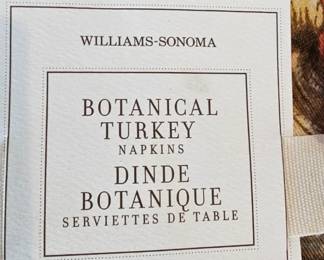 WILLIAMS-SONOMA
BOTANICAL
TURKEY
NAPKINS
DINDE
BOTANIQUE
SERVIETTES DE TABLE